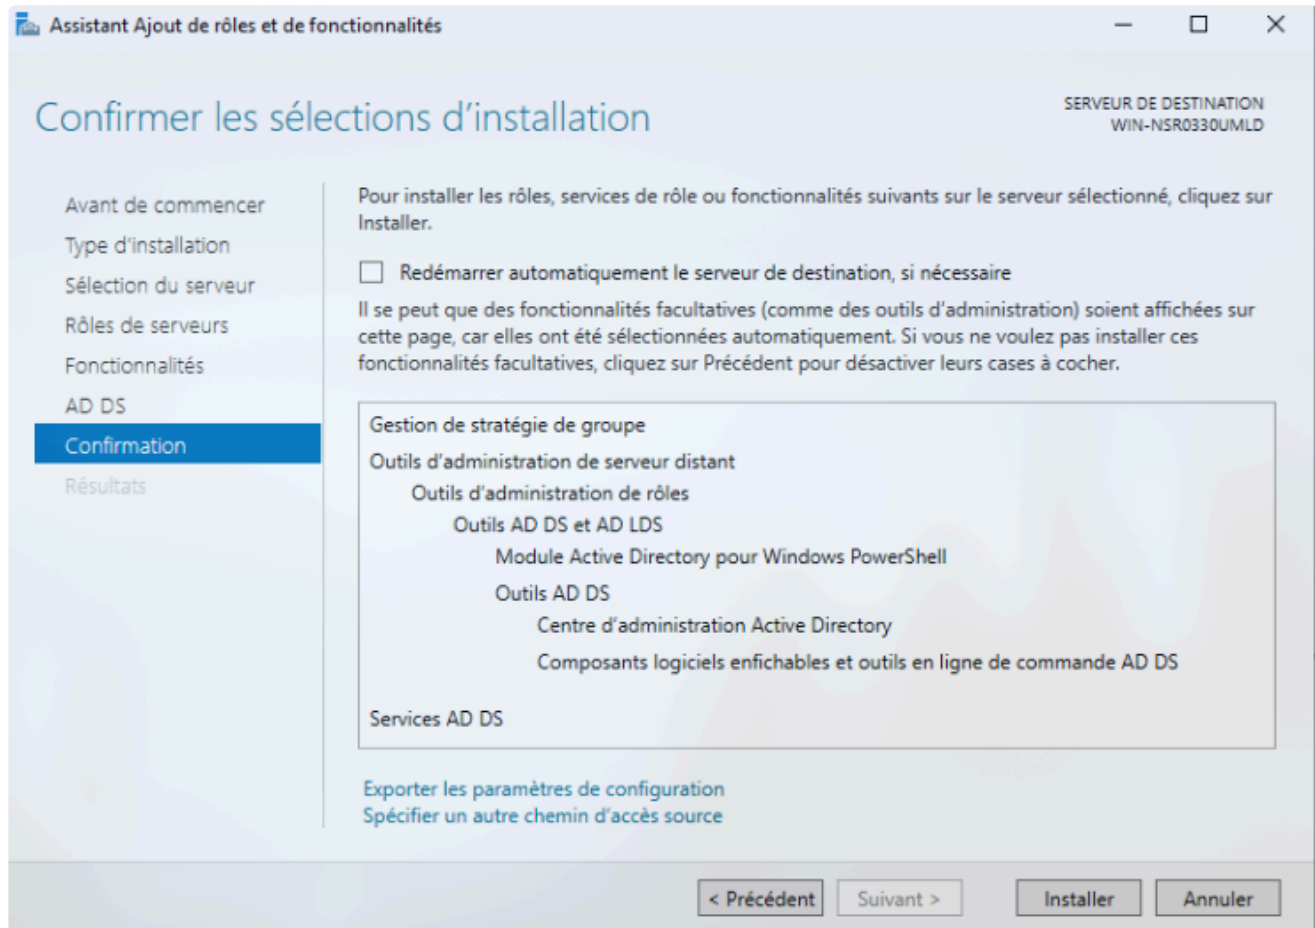 Assistant Ajout de rôles et de fonctionnalités
Confirmer les sélections d'installation
SERVEUR DE DESTINATION
WIN-NSR0330UMLD
Avant de commencer
Type d'installation
Sélection du serveur
Rôles de serveurs
Fonctionnalités
AD DS
Confirmation
Résultats
Pour installer les rôles, services de rôle ou fonctionnalités suivants sur le serveur sélectionné, cliquez sur
Installer.
Redémarrer automatiquement le serveur de destination, si nécessaire
Il se peut que des fonctionnalités facultatives (comme des outils d'administration) soient affichées sur
cette page, car elles ont été sélectionnées automatiquement. Si vous ne voulez pas installer ces
fonctionnalités facultatives, cliquez sur Précédent pour désactiver leurs cases à cocher.
Gestion de stratégie de groupe
Outils d'administration de serveur distant
Outils d'administration de rôles
Outils AD DS et AD LDS
Module Active Directory pour Windows PowerShell
Outils AD DS
Centre d'administration Active Directory
Composants logiciels enfichables et outils en ligne de commande AD DS
Services AD DS
Exporter les paramètres de configuration
Spécifier un autre chemin d'accès source
< Précédent
Suivant >
Installer
Annuler